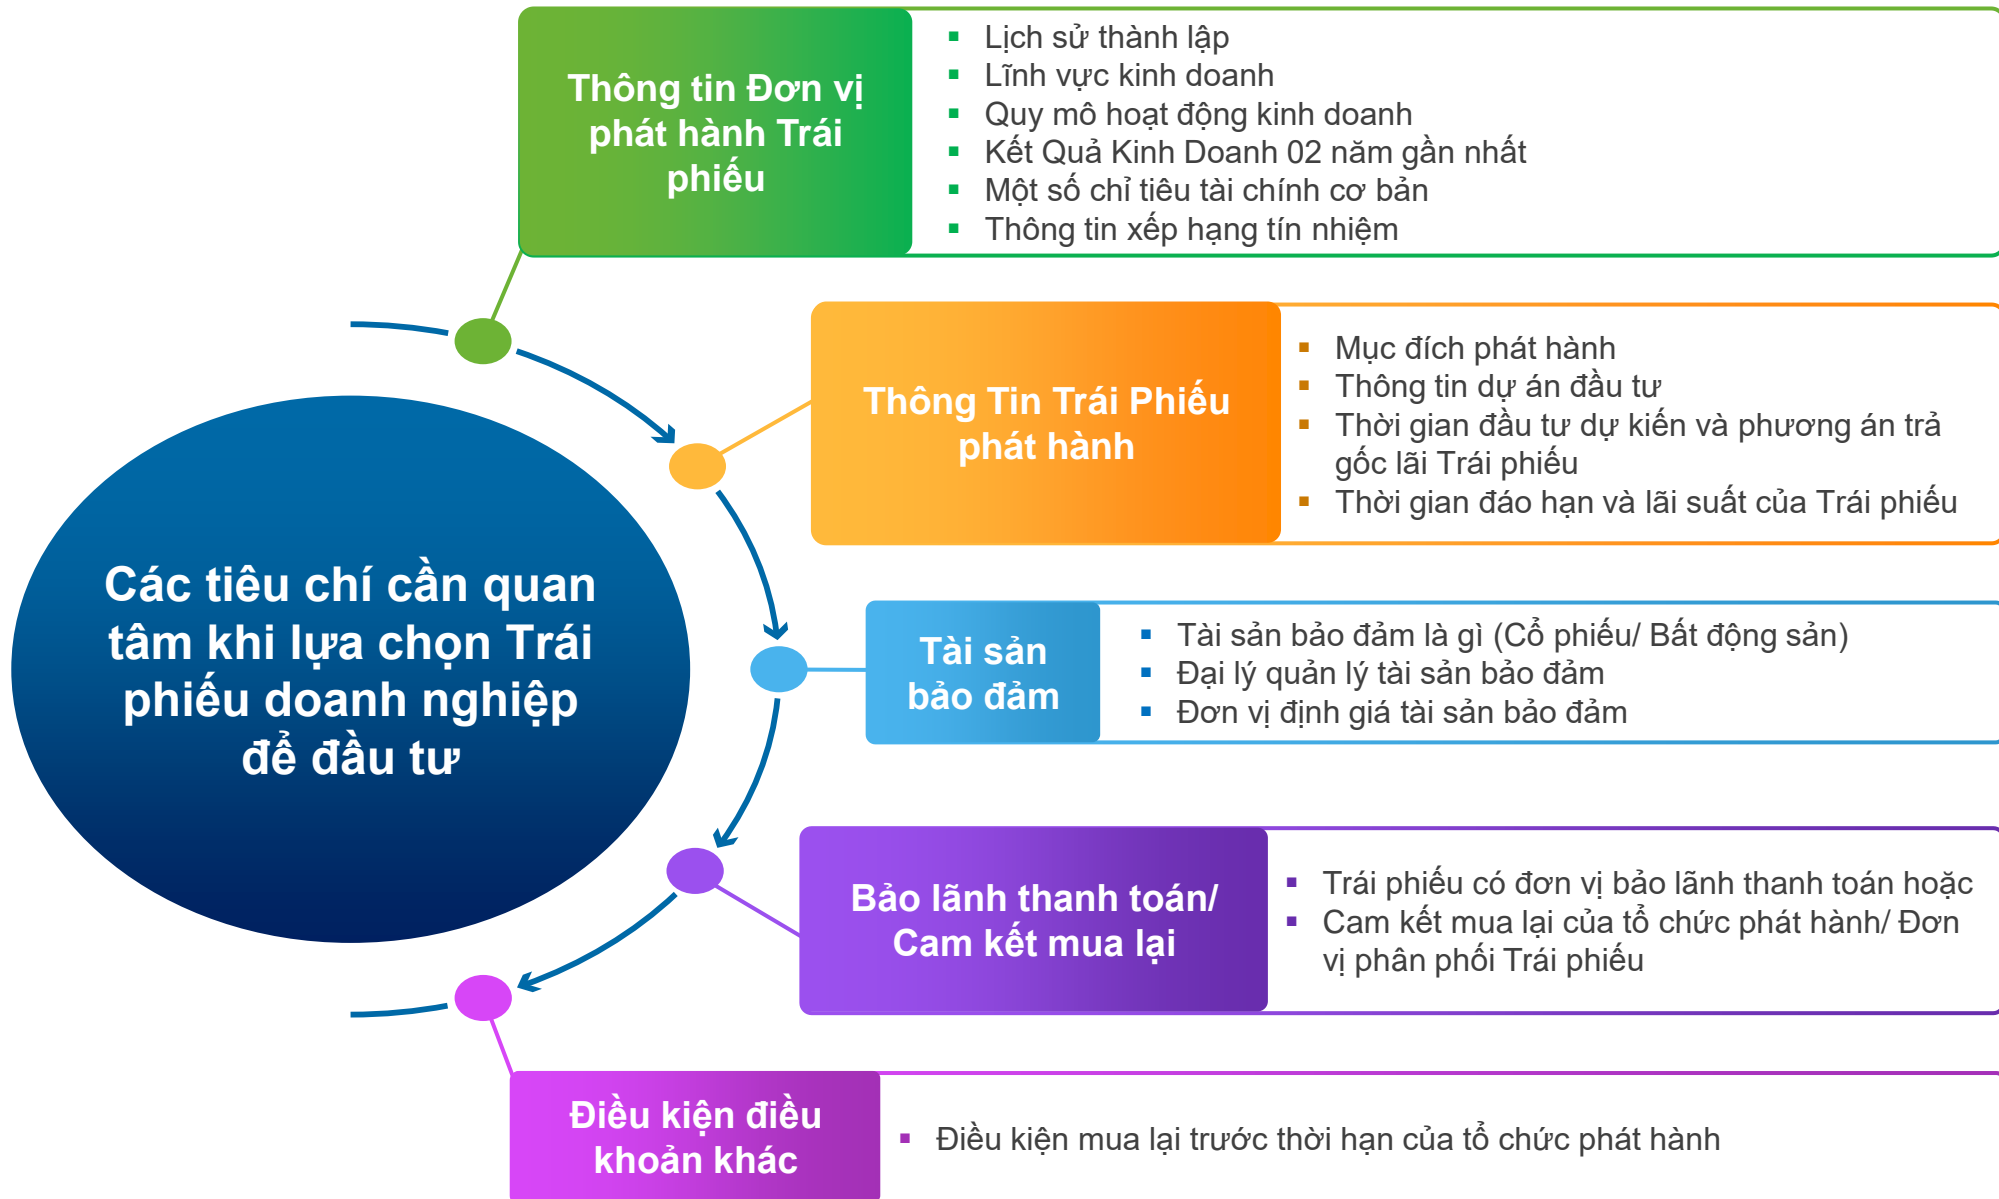 Thông tin Đơn vị
phát hành Trái
phiếu
Lịch sử thành lập
Lĩnh vực kinh doanh
Quy mô hoạt động kinh doanh
Kết Quả Kinh Doanh 02 năm gần nhất
Một số chỉ tiêu tài chính cơ bản
Thông tin xếp hạng tín nhiệm
Thông Tin Trái Phiếu
phát hành
Mục đích phát hành
Thông tin dự án đầu tư
Thời gian đầu tư dự kiến và phương án trả
gốc lãi Trái phiếu
Thời gian đáo hạn và lãi suất của Trái phiếu
Các tiêu chí cần quan
tâm khi lựa chọn Trái
phiếu doanh nghiệp
để đầu tư
Tài sản
bảo đảm
Tài sản bảo đảm là gì (Cổ phiếu/ Bất động sản)
Đại lý quản lý tài sản bảo đảm
Đơn vị định giá tài sản bảo đảm
Bảo lãnh thanh toán/
Cam kết mua lại
Trái phiếu có đơn vị bảo lãnh thanh toán hoặc
Cam kết mua lại của tổ chức phát hành/ Đơn
vị phân phối Trái phiếu
Điều kiện điều
khoản khác
Điều kiện mua lại trước thời hạn của tổ chức phát hành